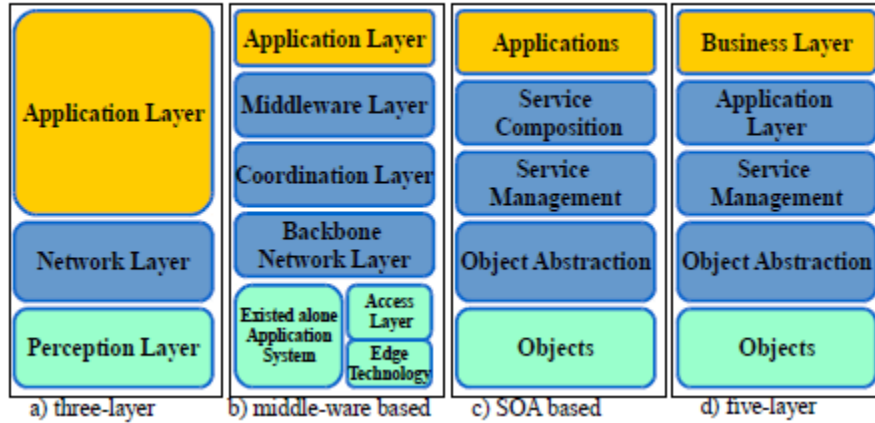 Application Layer
Network Layer
Perception Layer
a) three-layer
Application Layer
Middleware Layer
Coordination Layer
Backbone
Network Layer
Existed alone
Application
System
Access
Layer
Edge
Technology
b) middle-ware based
Applications
Service
Composition
Service
Management
Object Abstraction
Objects
c) SOA based
Business Layer
Application
Layer
Service
Management
Object Abstraction
Objects
d) five-layer